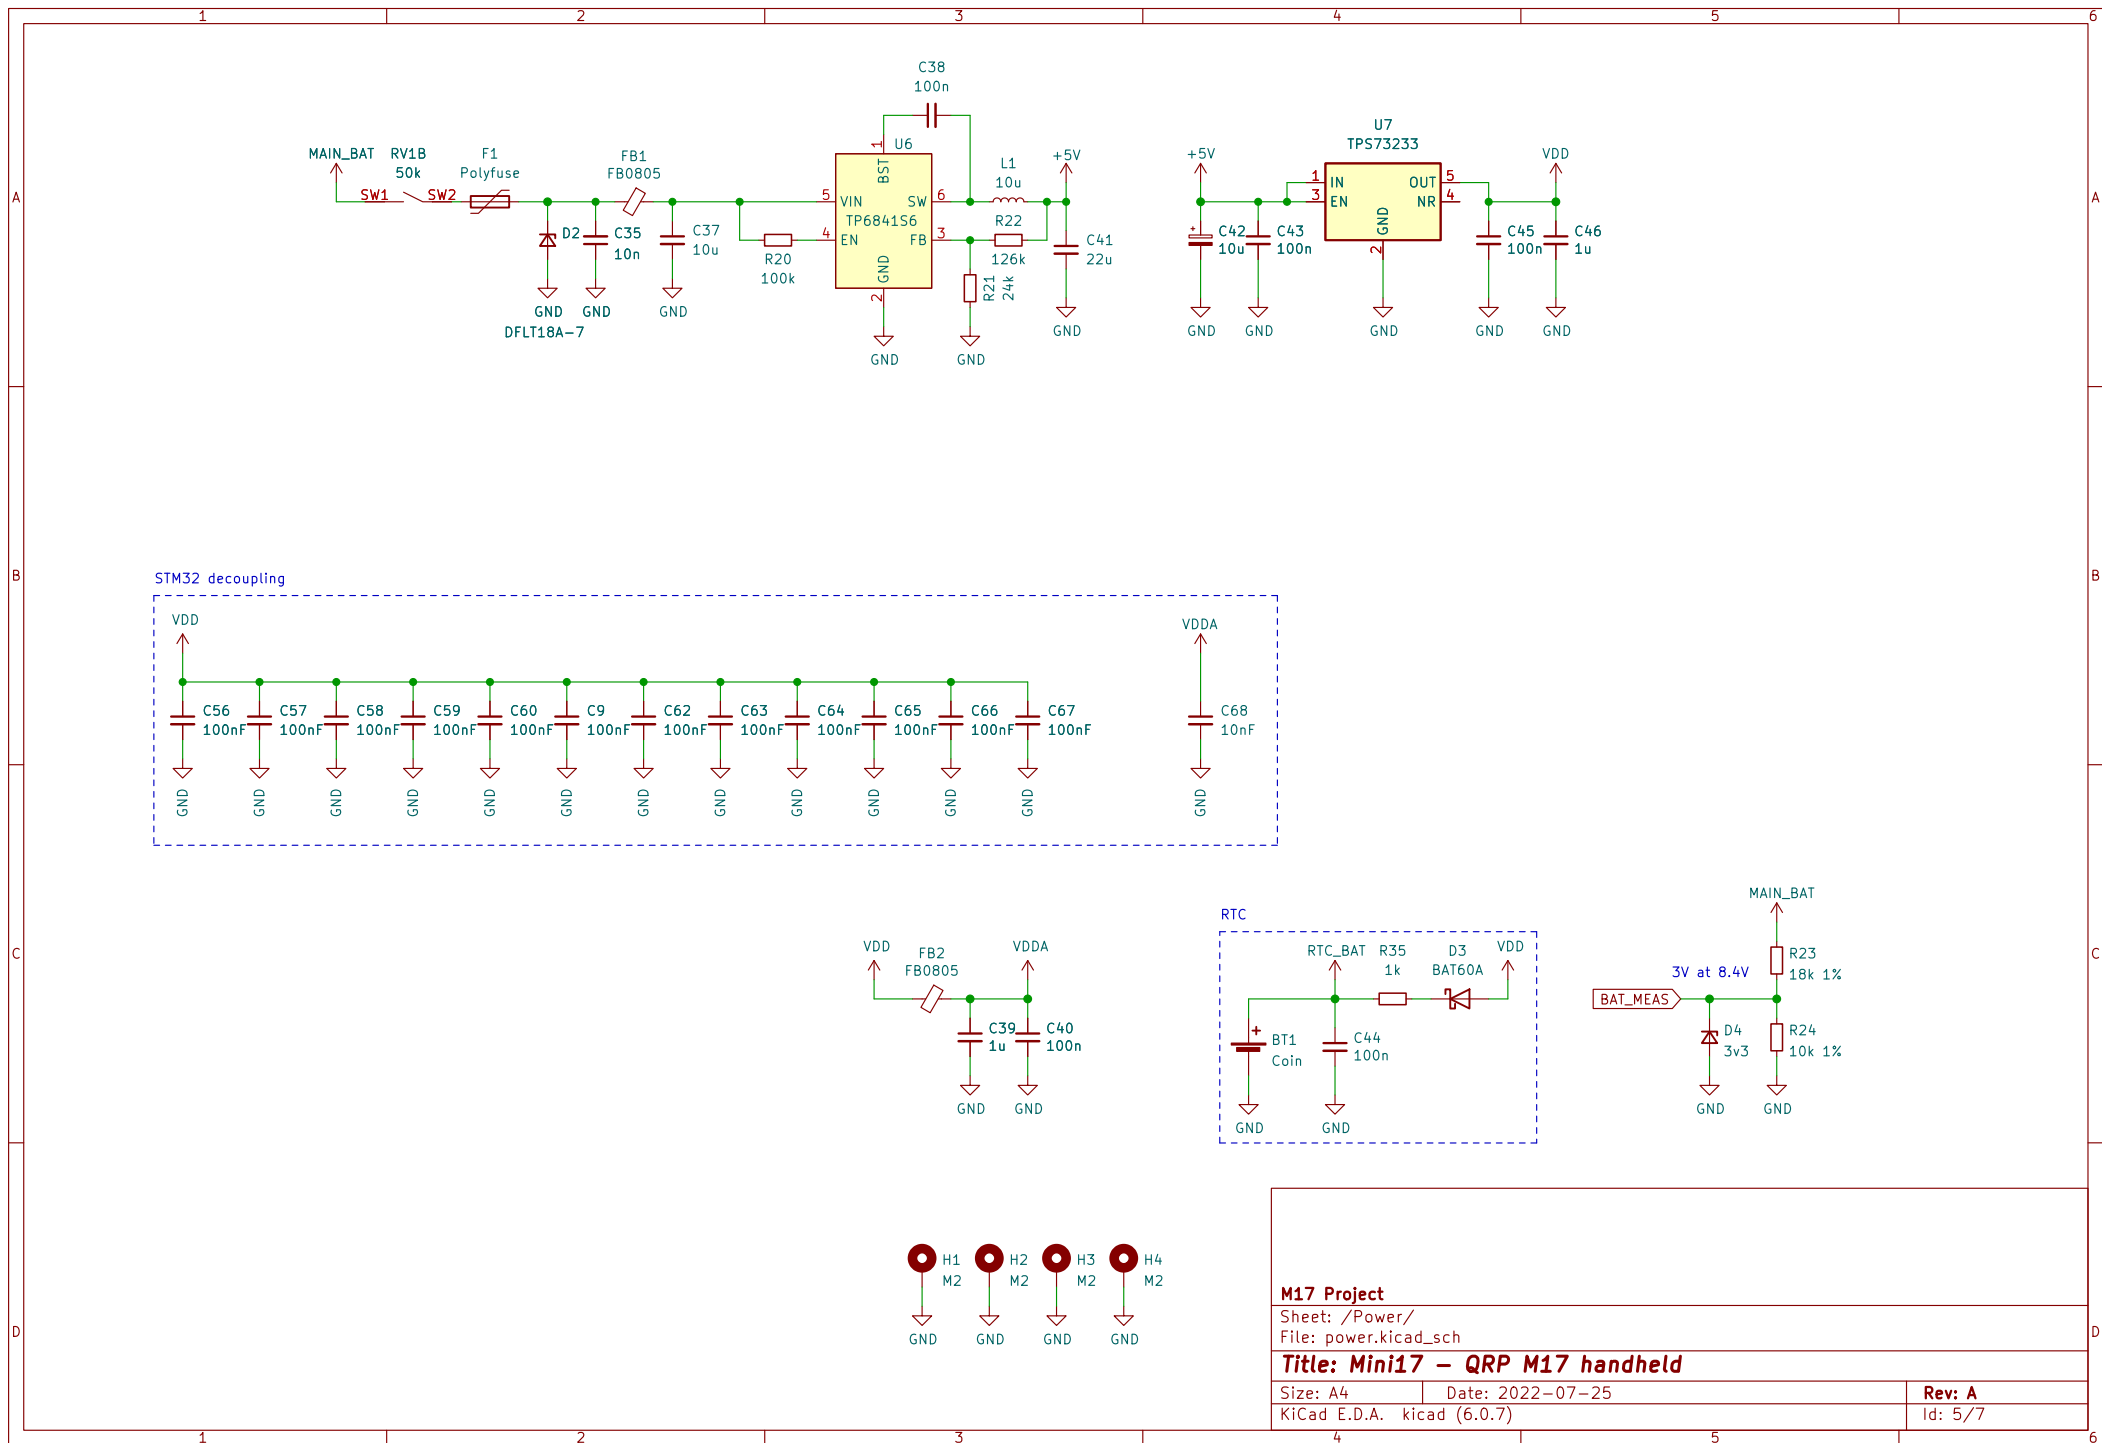 1 2 3 4 5 6
A A
B B
C C
D D
C38
100n
MAIN_BAT
RV1B
50k
SW1 SW2
F1
Polyfuse
FB1
FB0805
D2
DFLT18A-7
C35
10n
C37
10u
GND GND GND
R20
100k
U6
TP6841S6
1 BST
5 VIN
4 EN
SW 6
FB 3
GND 2
GND
L1
10u
R22
126k
R21
24k
GND
+5V
C41
22u
GND
+5V
C42
10u
C43
100n
GND GND
U7
TPS73233
1 IN
3 EN
OUT 5
NR 4
GND 2
GND
VDD
C45
100n
C46
1u
GND GND
STM32 decoupling
VDD
C56 C57 C58 C59 C60 C9 C62 C63 C64 C65 C66 C67
100nF 100nF 100nF 100nF 100nF 100nF 100nF 100nF 100nF 100nF 100nF 100nF
GND GND GND GND GND GND GND GND GND GND GND GND
VDDA
C68
10nF
GND
VDD
FB2
FB0805
VDDA
C39
1u
C40
100n
GND GND
RTC
RTC_BAT
R35
1k
D3
BAT60A
VDD
+
BT1
Coin
C44
100n
GND GND
MAIN_BAT
R23
18k 1%
3V at 8.4V
BAT_MEAS
D4
3v3
R24
10k 1%
GND GND
H1 H2 H3 H4
M2 M2 M2 M2
GND GND GND GND
M17 Project
Sheet: /Power/
File: power.kicad_sch
Title: Mini17 – QRP M17 handheld
Size: A4 Date: 2022-07-25 Rev: A
KiCad E.D.A. kicad (6.0.7) Id: 5/7
1 2 3 4 5 6